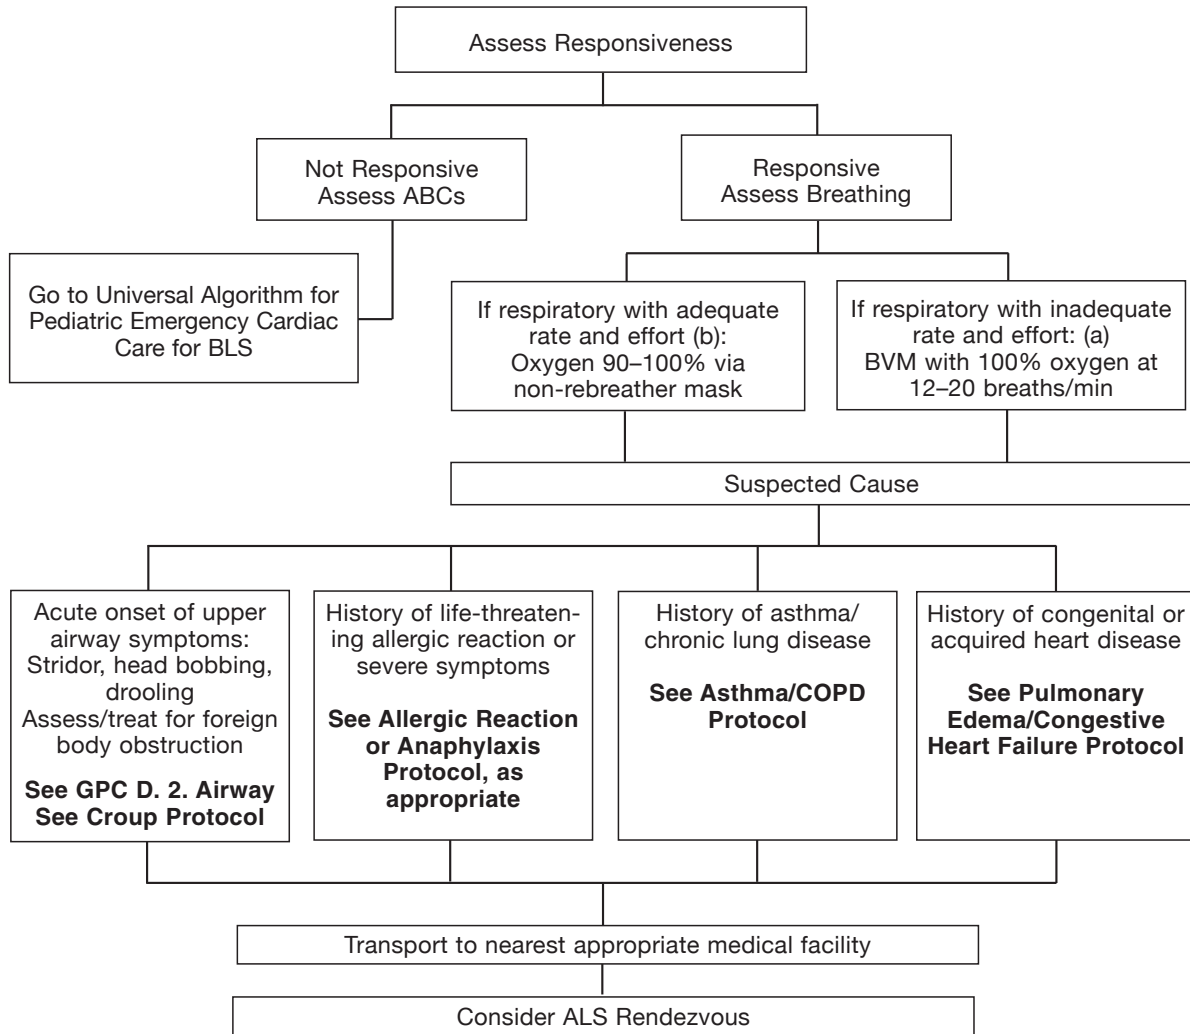 Assess Responsiveness
Not Responsive
Assess ABCs
Responsive
Assess Breathing
Go to Universal Algorithm for
Pediatric Emergency Cardiac
Care for BLS
If respiratory with adequate
rate and effort (b):
Oxygen 90–100% via
non-rebreather mask
If respiratory with inadequate
rate and effort: (a)
BVM with 100% oxygen at
12–20 breaths/min
Suspected Cause
Acute onset of upper
airway symptoms:
Stridor, head bobbing,
drooling
Assess/treat for foreign
body obstruction
See GPC D. 2. Airway
See Croup Protocol
History of life-threaten-
ing allergic reaction or
severe symptoms
See Allergic Reaction
or Anaphylaxis
Protocol, as
appropriate
History of asthma/
chronic lung disease
See Asthma/COPD
Protocol
History of congenital or
acquired heart disease
See Pulmonary
Edema/Congestive
Heart Failure Protocol
Transport to nearest appropriate medical facility
Consider ALS Rendezvous